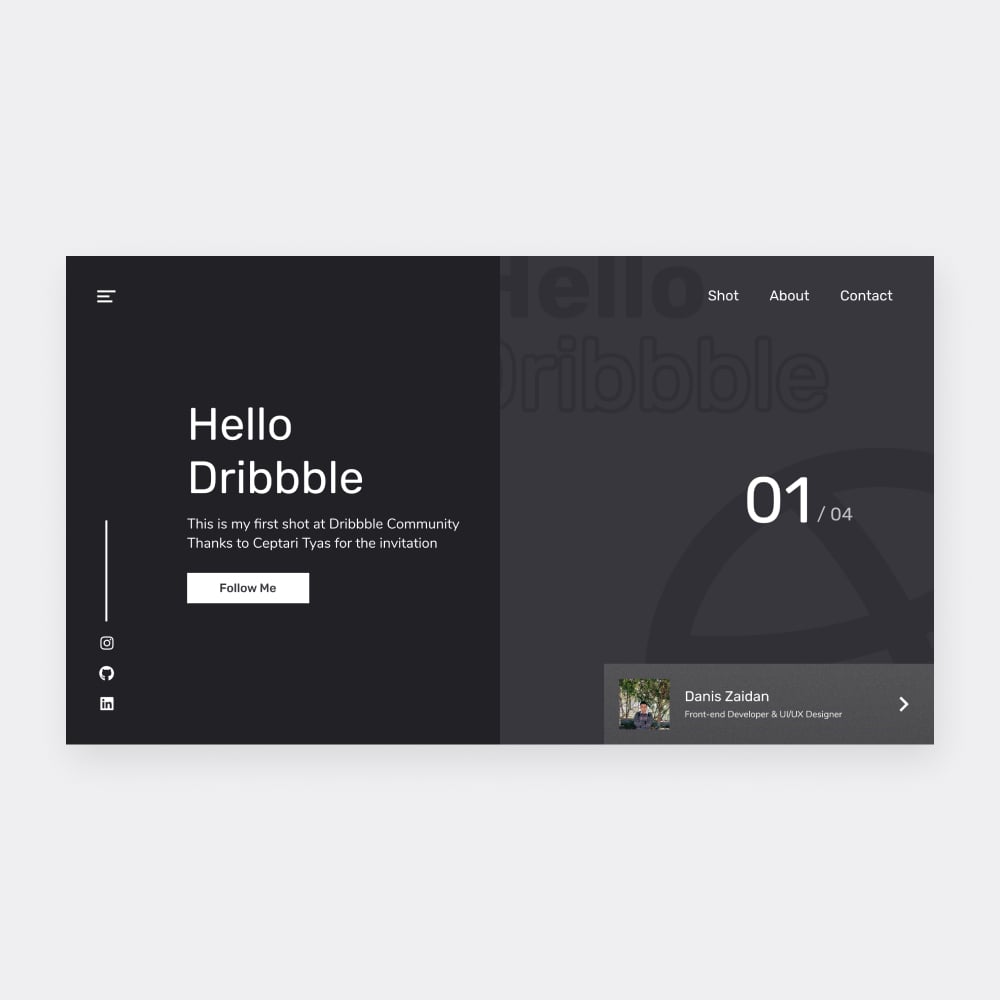 Hello
Dribbble
Shot About Contact
Hello
Dribbble
This is my first shot at Dribbble Community
Thanks to Ceptari Tyas for the invitation
Follow Me
01 / 04
in
Danis Zaidan
Front-end Developer & UI/UX Designer